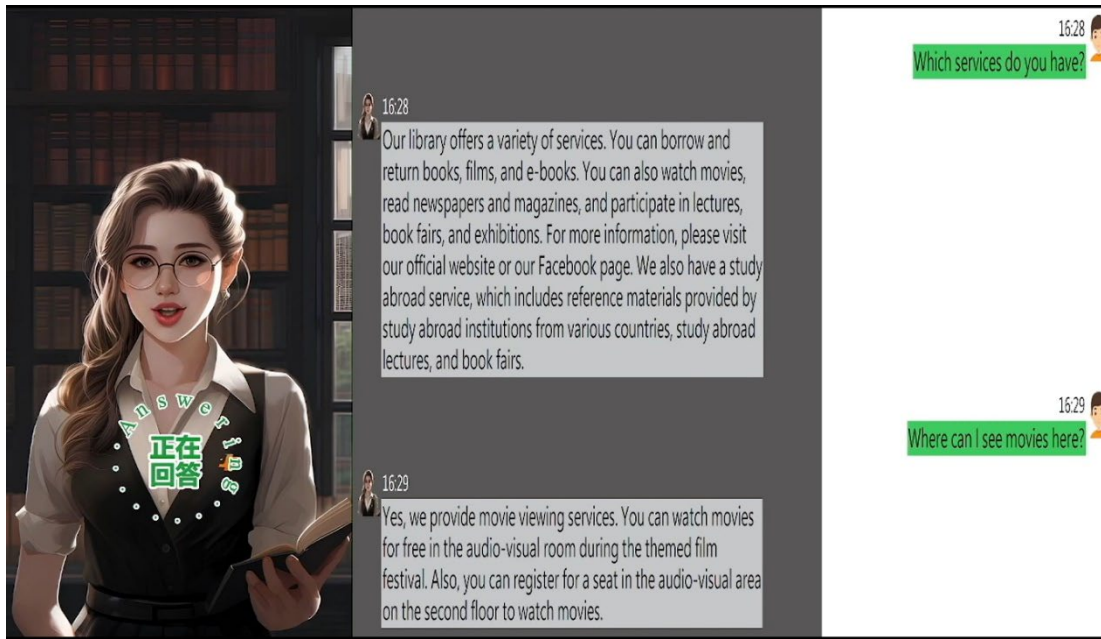 16:28
Which services do you have?
16:28
Our library offers a variety of services. You can borrow and
return books, films, and e-books. You can also watch movies,
read newspapers and magazines, and participate in lectures,
book fairs, and exhibitions. For more information, please visit
our official website or our Facebook page. We also have a study
abroad service, which includes reference materials provided by
study abroad institutions from various countries, study abroad
lectures, and book fairs.
16:29
Where can I see movies here?
16:29
Yes, we provide movie viewing services. You can watch movies
for free in the audio-visual room during the themed film
festival. Also, you can register for a seat in the audio-visual area
on the second floor to watch movies.
Answering
正在
回答